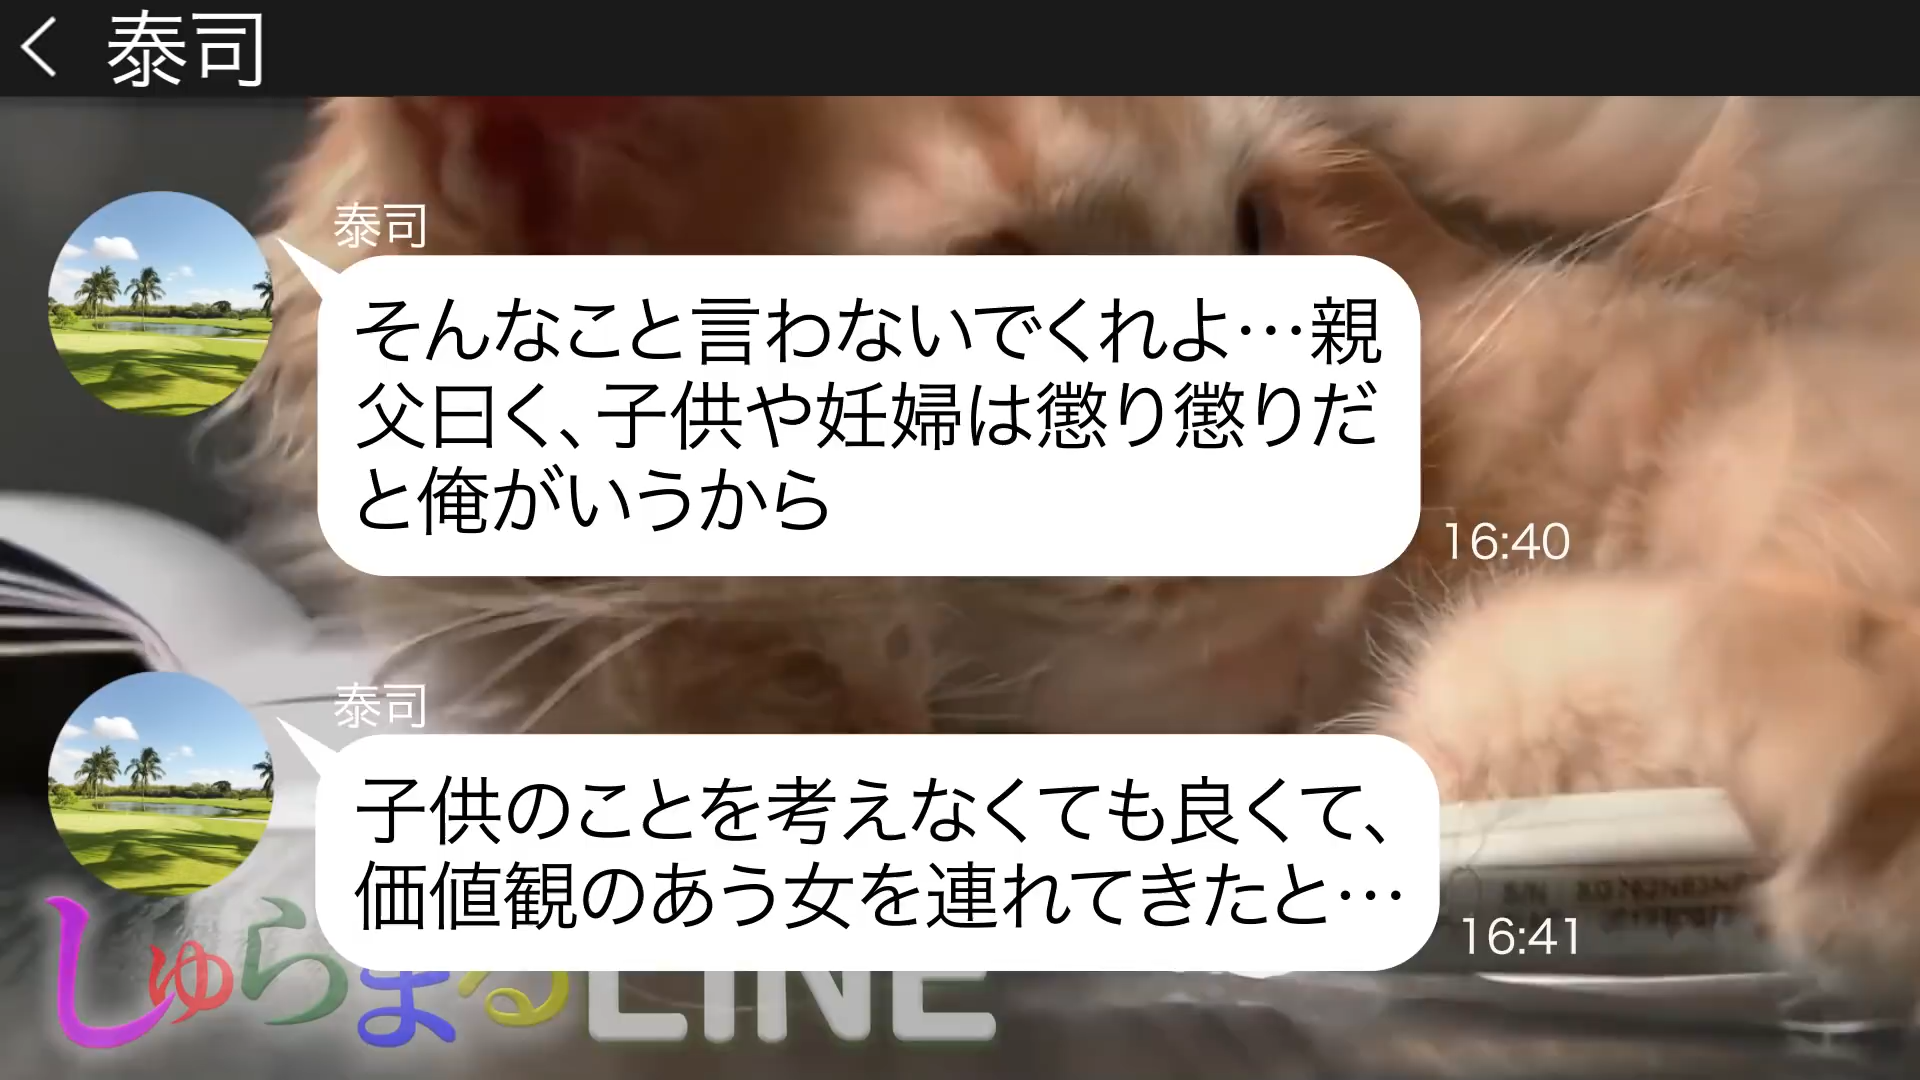 泰司
泰司
そんなこと言わないでくれよ…親
父曰く、子供や妊婦は懲り懲りだ
と俺がいうから
16:40
泰司
子供のことを考えなくても良くて、
価値観のあう女を連れてきたと…
16:41
しゅらまるLINE